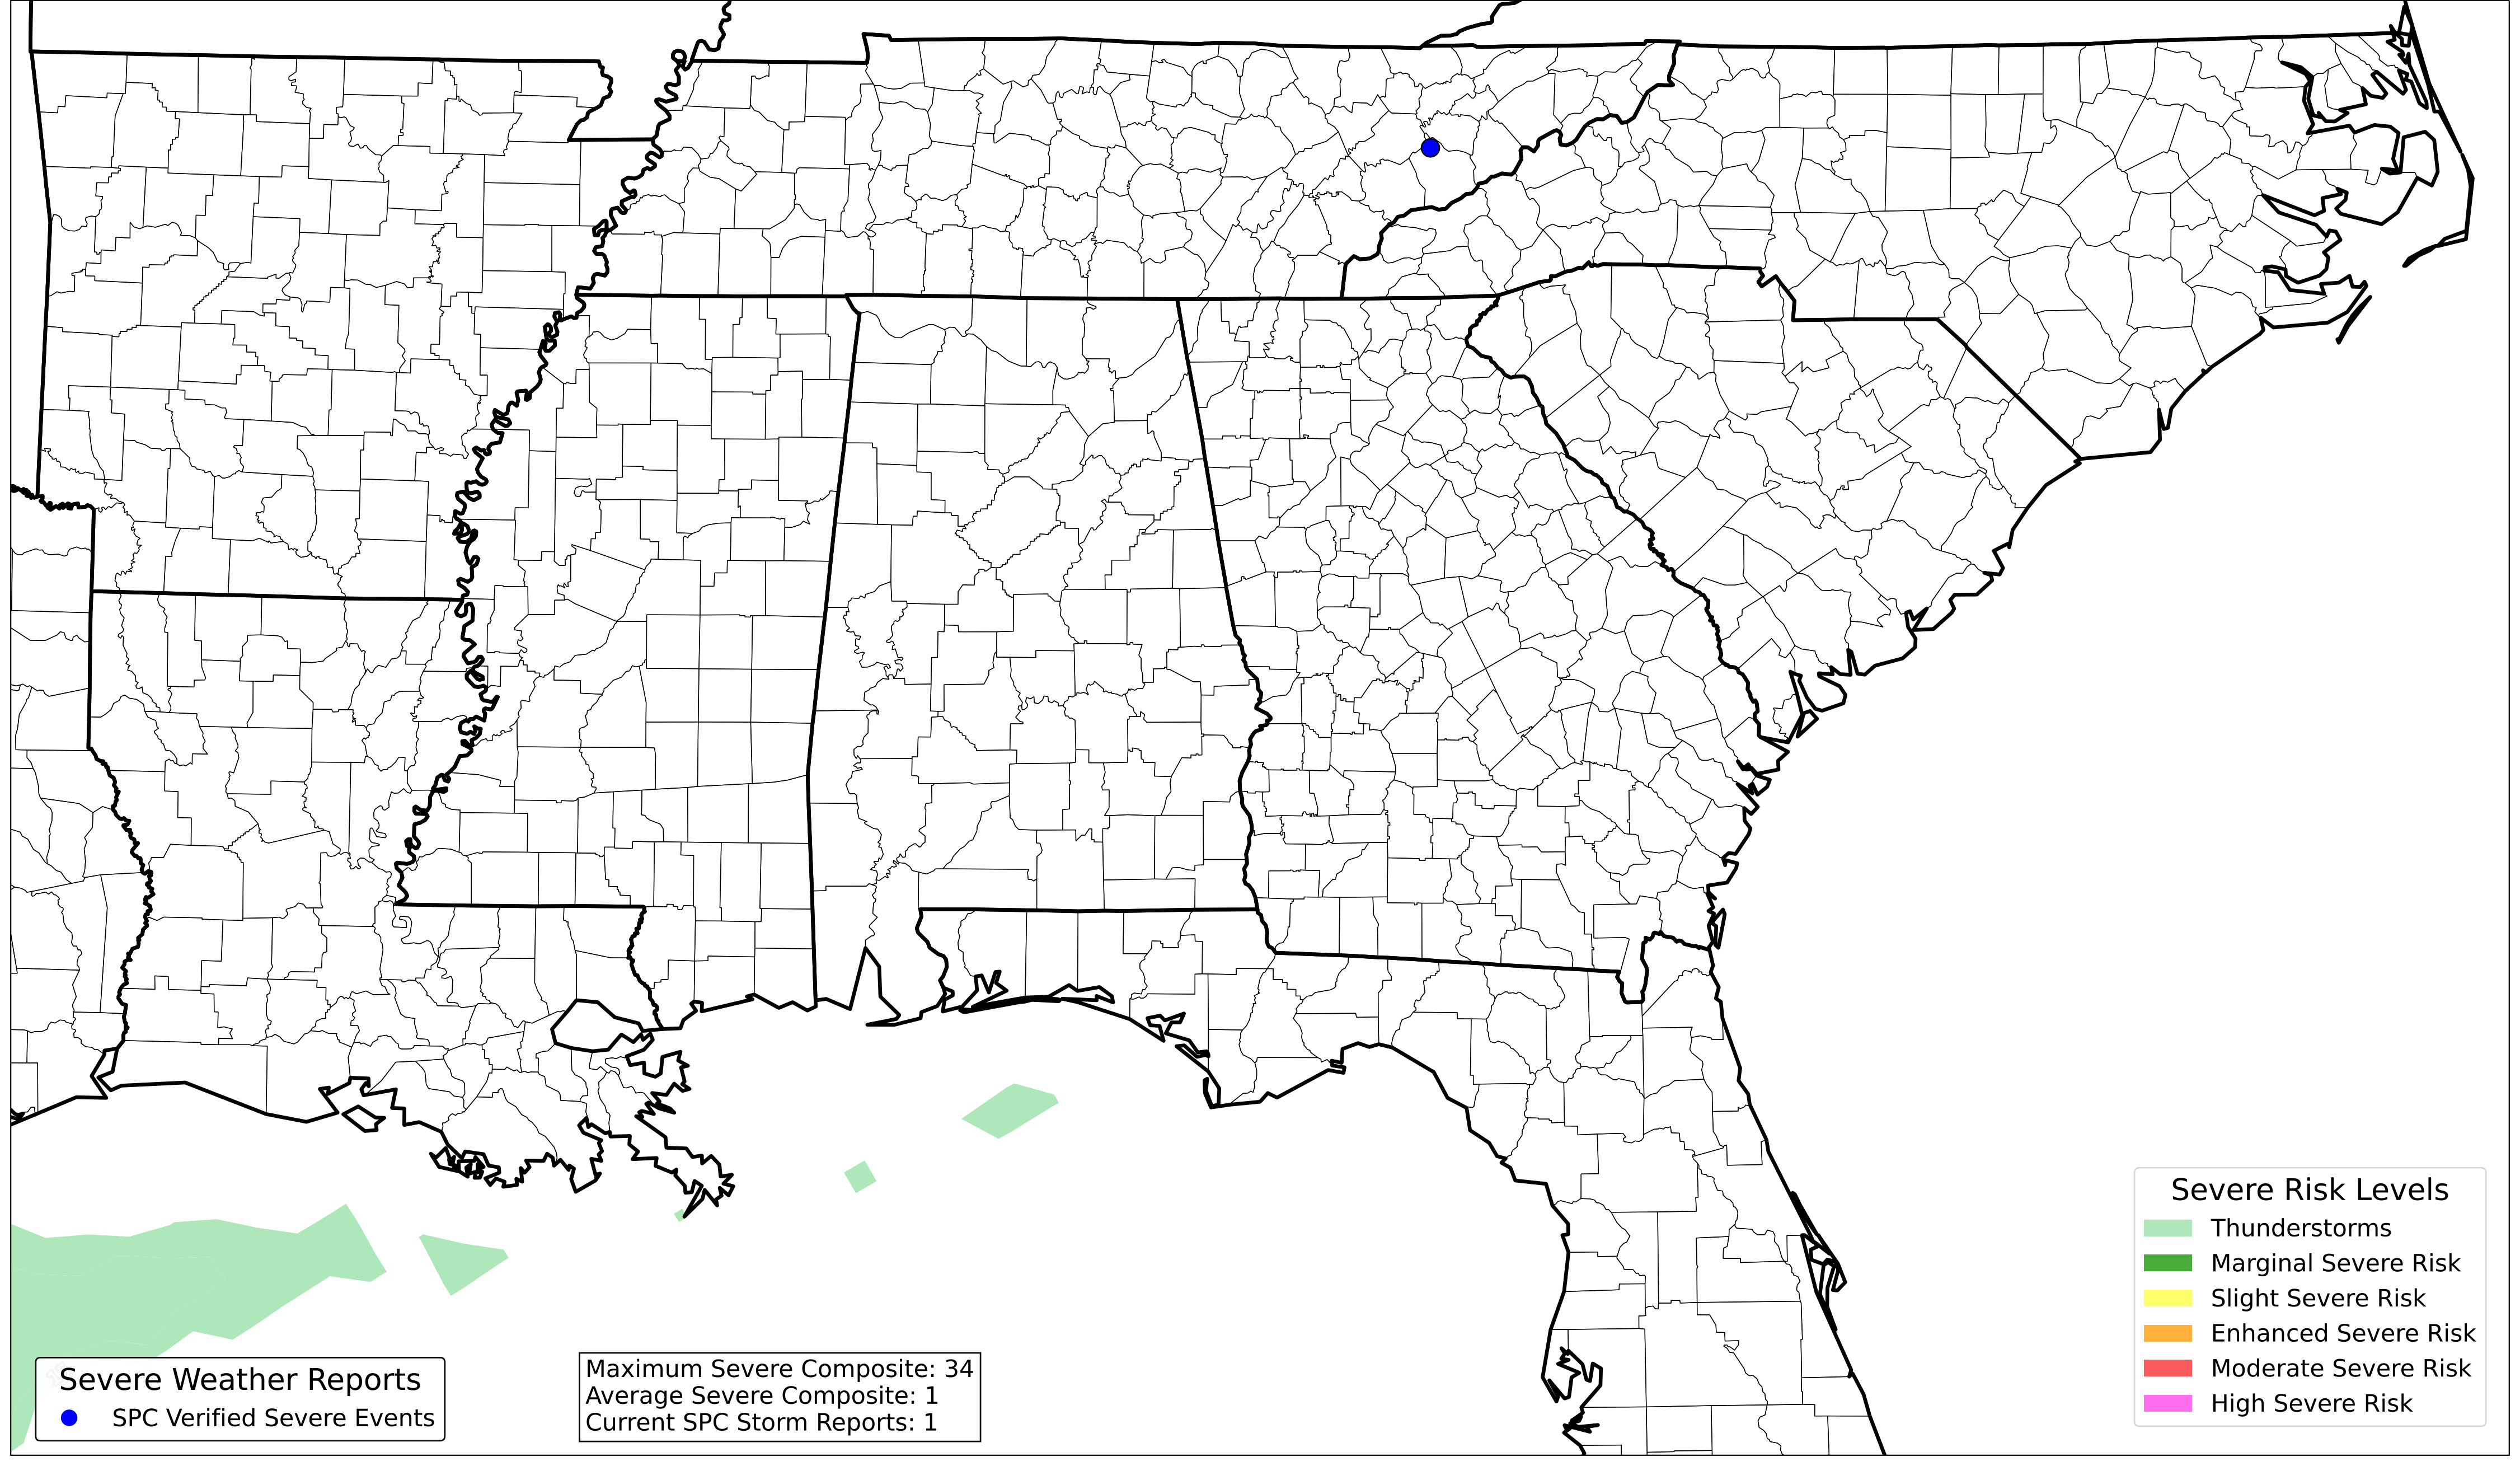 Severe Weather Reports
SPC Verified Severe Events
Maximum Severe Composite: 34
Average Severe Composite: 1
Current SPC Storm Reports: 1
Severe Risk Levels
Thunderstorms
Marginal Severe Risk
Slight Severe Risk
Enhanced Severe Risk
Moderate Severe Risk
High Severe Risk